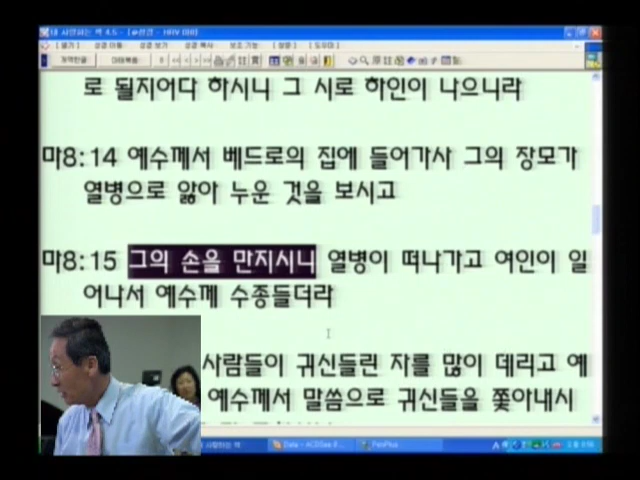 로 될지어다 하시니 그 시로 하인이 나으니라
마8:14 예수께서 베드로의 집에 들어가사 그의 장모가
열병으로 앓아 누운 것을 보시고
마8:15 그의 손을 만지시니 열병이 떠나가고 여인이 일
어나서 예수께 수종들더라
사람들이 귀신들린 자를 많이 데리고 예
예수께서 말씀으로 귀신들을 쫓아내시